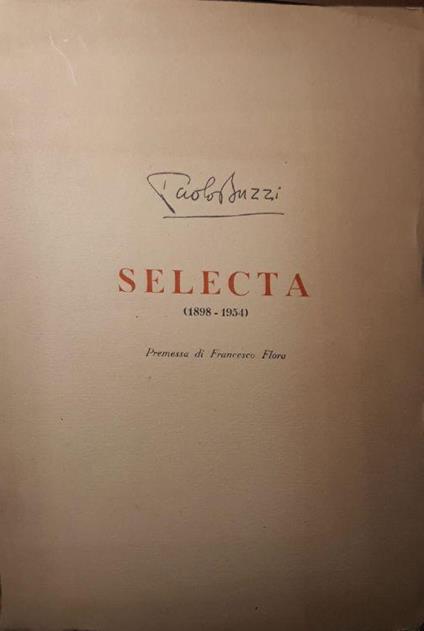 Paolo Buzzi
SELECTA
(1898 - 1954)
Premessa di Francesco Flora